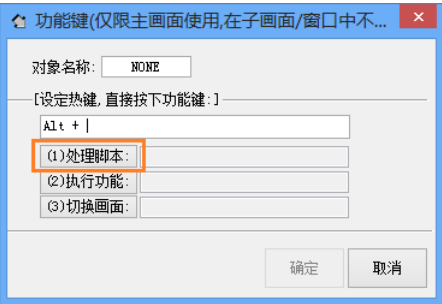 功能键(仅限主画面使用,在子画面/窗口中不...
对象名称: NONE
[设定热键,直接按下功能键:]
Alt +
(1)处理脚本:
(2)执行功能:
(3)切换画面:
确定 取消